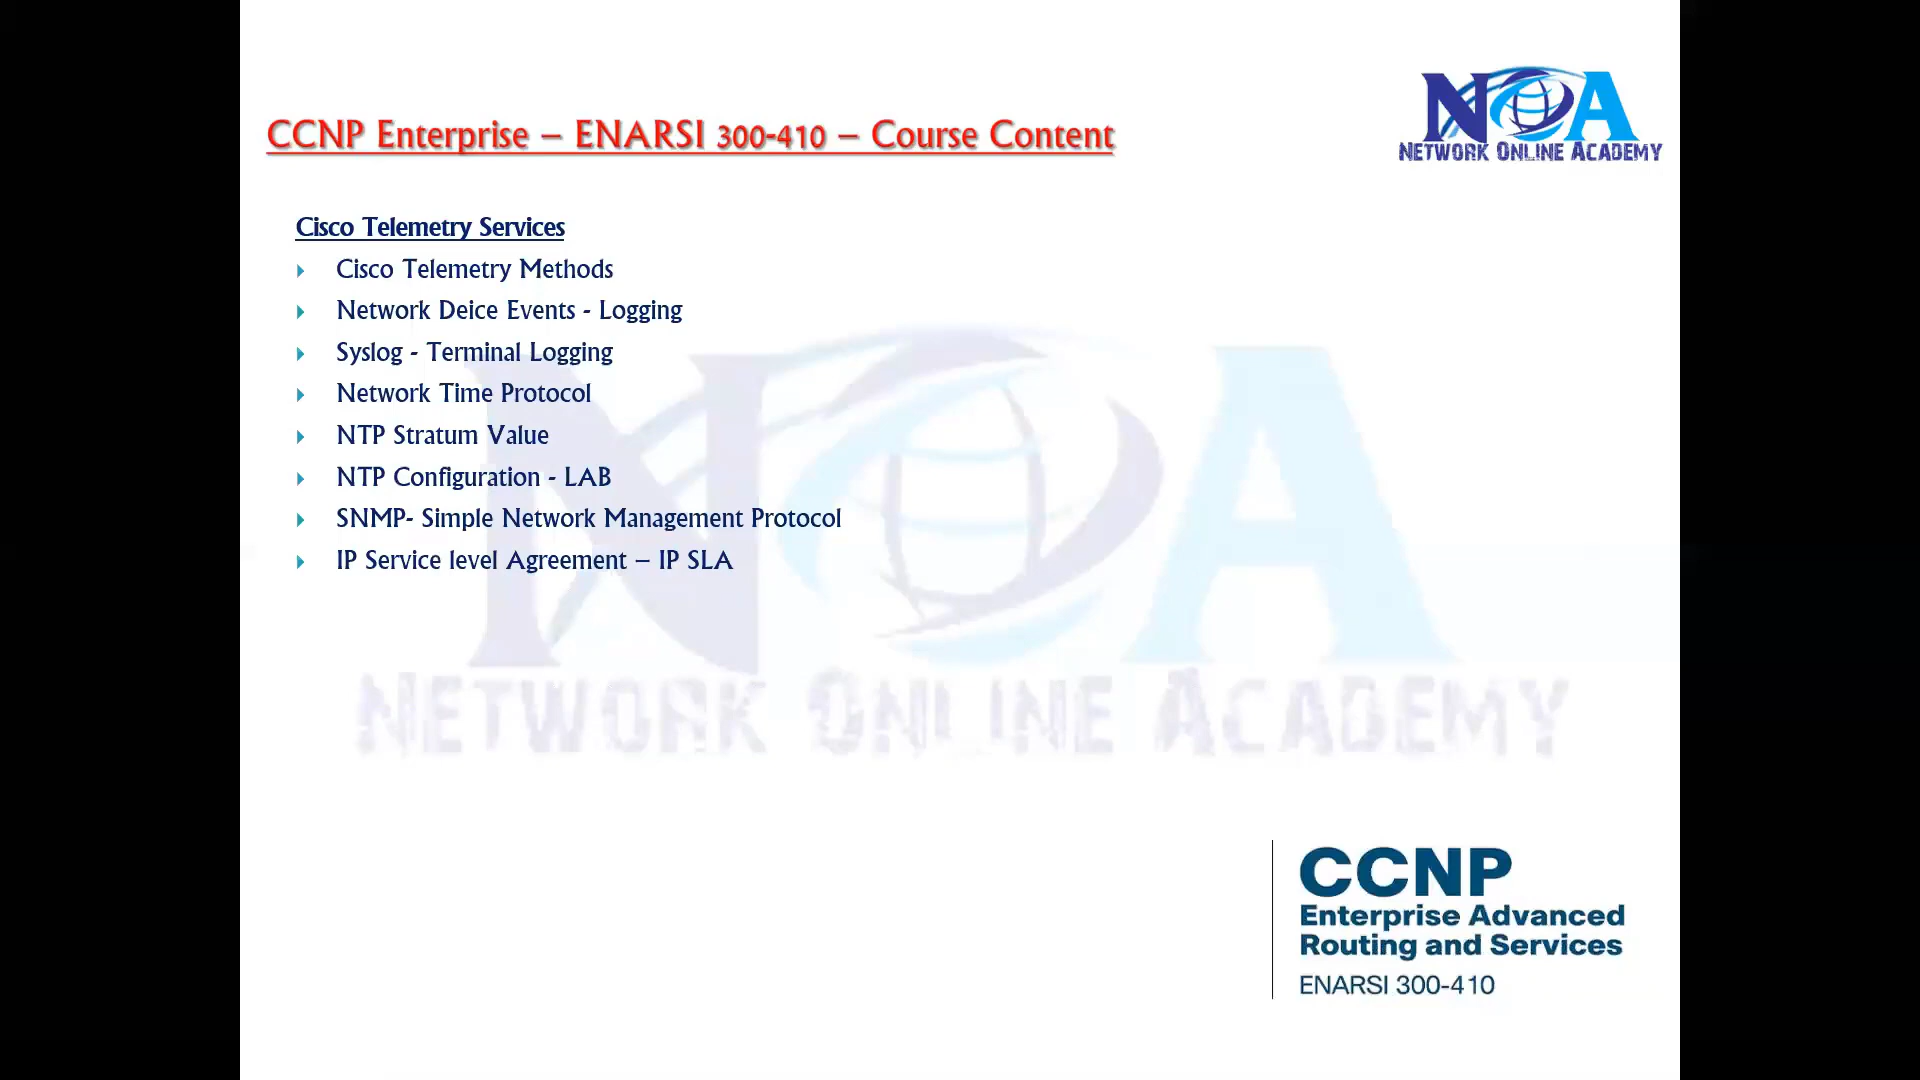 NOA
NETWORK ONLINE ACADEMY
CCNP Enterprise – ENARSI 300-410 – Course Content
Cisco Telemetry Services
Cisco Telemetry Methods
Network Deice Events - Logging
Syslog - Terminal Logging
Network Time Protocol
NTP Stratum Value
NTP Configuration - LAB
SNMP- Simple Network Management Protocol
IP Service level Agreement – IP SLA
NOA
NETWORK ONLINE ACADEMY
CCNP
Enterprise Advanced
Routing and Services
ENARSI 300-410